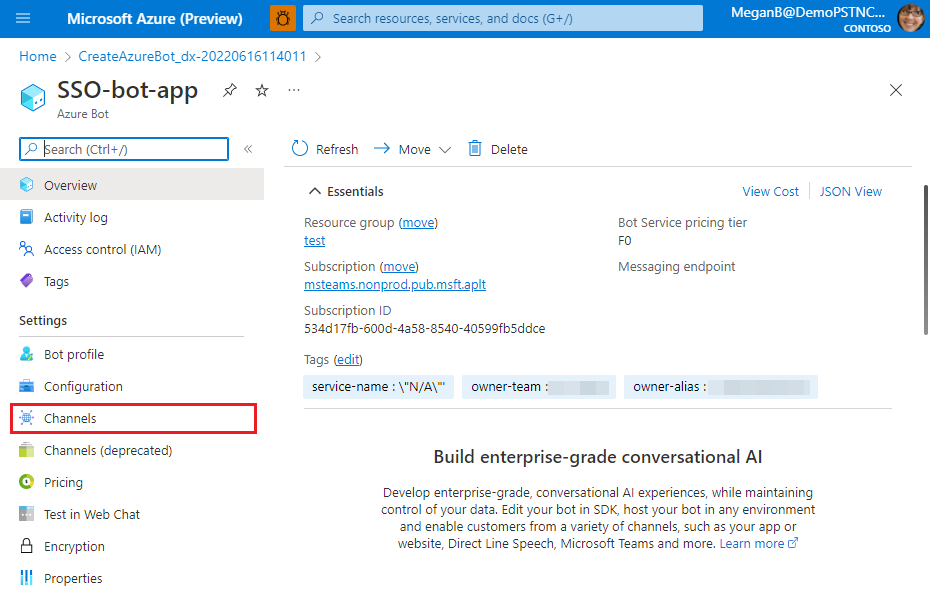 Microsoft Azure (Preview)
Search resources, services, and docs (G+/)
MeganB@DemoPSTNC...
CONTOSO
Home > CreateAzureBot_dx-20220616114011 >
SSO-bot-app
Azure Bot
Search (Ctrl+/)
Overview
Activity log
Access control (IAM)
Tags
Settings
Bot profile
Configuration
Channels
Channels (deprecated)
Pricing
Test in Web Chat
Encryption
Properties
Refresh
Move
Delete
Essentials
View Cost
JSON View
Resource group (move)
test
Subscription (move)
msteams.nonprod.pub.msft.aplt
Subscription ID
534d17fb-600d-4a58-8540-40599fb5ddce
Bot Service pricing tier
F0
Messaging endpoint
Tags (edit)
service-name : \"N/A\"'
owner-team :
owner-alias :
Build enterprise-grade conversational AI
Develop enterprise-grade, conversational AI experiences, while maintaining
control of your data. Edit your bot in SDK, host your bot in any environment
and enable customers from a variety of channels, such as your app or
website, Direct Line Speech, Microsoft Teams and more. Learn more